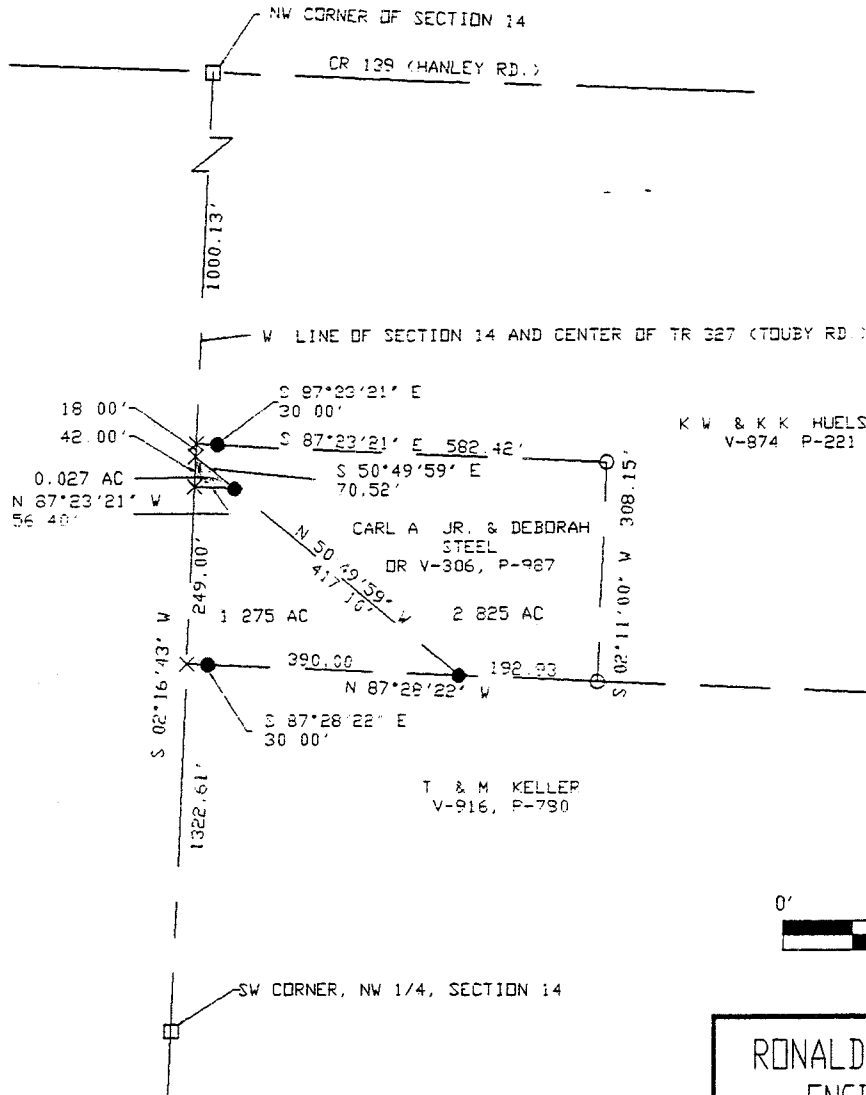 NW CORNER OF SECTION 14
CR 139 (HANLEY RD.)
1000.13'
W LINE OF SECTION 14 AND CENTER OF TR 327 (TOUBY RD.)
S 87°23'21" E
30 00'
18 00'
42.00'
S 87°23'21" E 582.42'
K W & K K HUELS
V-874 P-221
0.027 AC
S 50°49'59" E
70.52'
N 87°23'21" W
56 40'
308.15'
S 02°11'00" W
CARL A JR. & DEBORAH
STEEL
OR V-306, P-987
N 50°49'59" W
417 16'
249.00'
1 275 AC
2 825 AC
390.00
192.93
N 87°28'22" W
S 02°16'43" W
S 87°28'22" E
30 00'
T & M KELLER
V-916, P-790
1322.61'
0'
SW CORNER, NW 1/4, SECTION 14
RONALD
ENGI